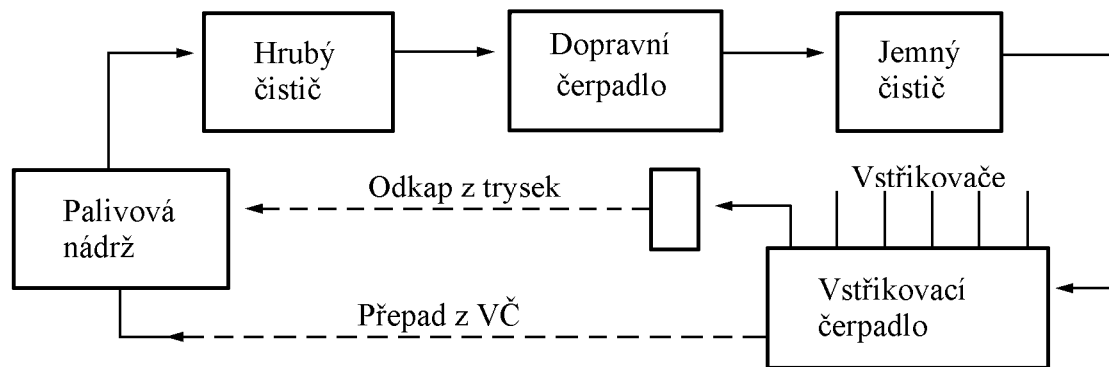 Hrubý
čistič
Dopravní
čerpadlo
Jemný
čistič
Palivová
nádrž
Odkap z trysek
Vstřikovače
Přepad z VČ
Vstřikovací
čerpadlo